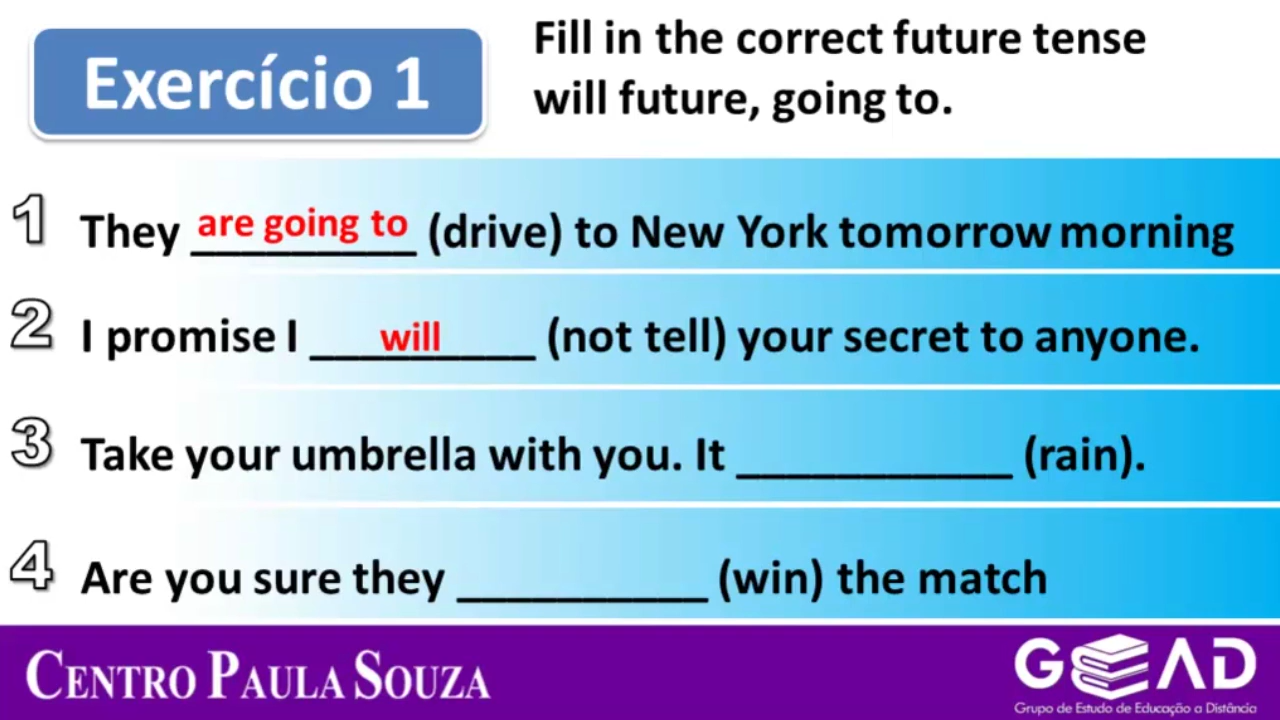 Exercício 1
Fill in the correct future tense
will future, going to.
1 They are going to (drive) to New York tomorrow morning
2 I promise I will (not tell) your secret to anyone.
3 Take your umbrella with you. It ____________ (rain).
4 Are you sure they ___________ (win) the match
CENTRO PAULA SOUZA
GEAD
Grupo de Estudo de Educação a Distância